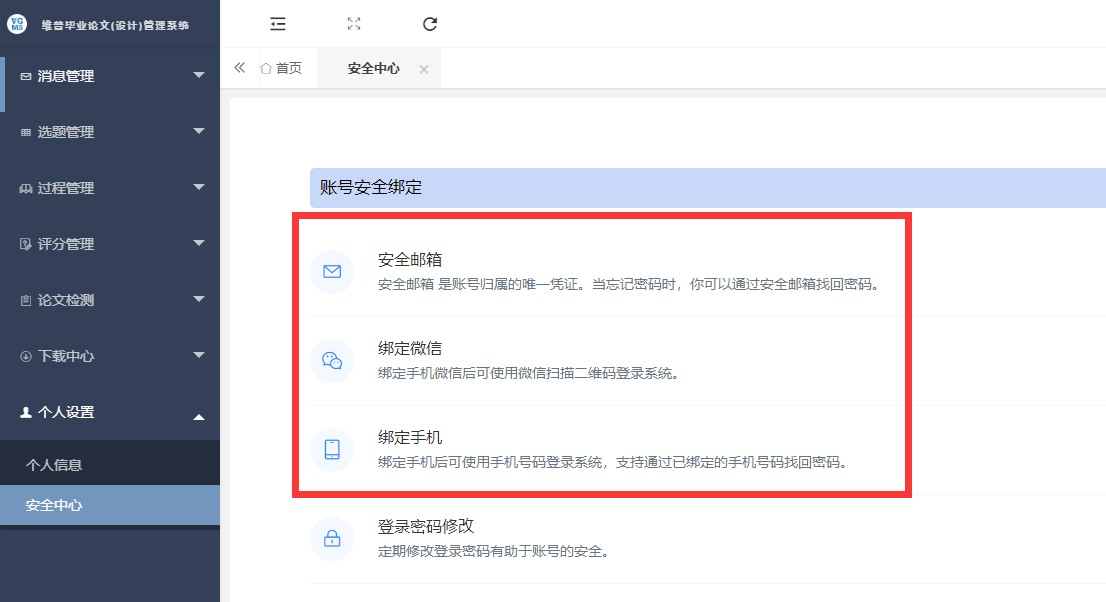 VG
MS
维普毕业论文(设计)管理系统
消息管理
选题管理
过程管理
评分管理
论文检测
下载中心
个人设置
个人信息
安全中心
首页
安全中心
账号安全绑定
安全邮箱
安全邮箱 是账号归属的唯一凭证。当忘记密码时，你可以通过安全邮箱找回密码。
绑定微信
绑定手机微信后可使用微信扫描二维码登录系统。
绑定手机
绑定手机后可使用手机号码登录系统，支持通过已绑定的手机号码找回密码。
登录密码修改
定期修改登录密码有助于账号的安全。